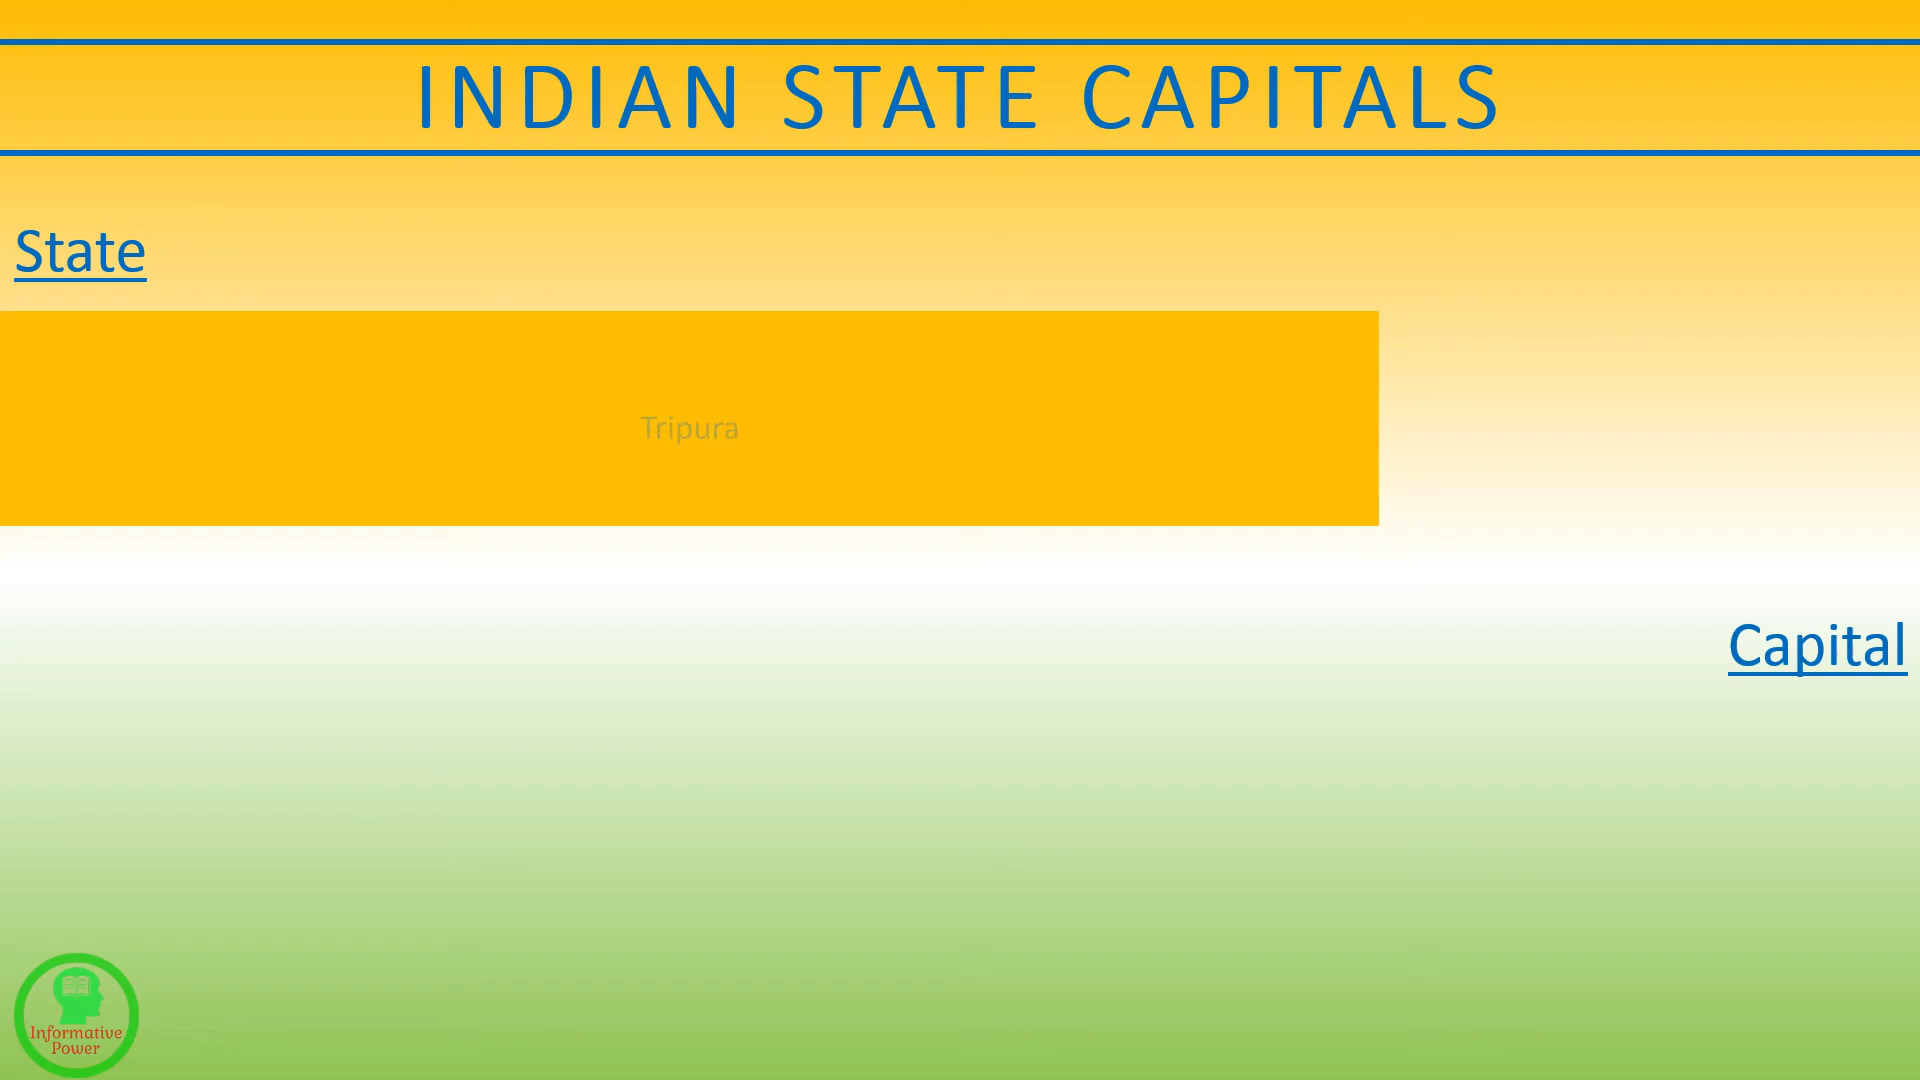 INDIAN STATE CAPITALS
State
Tripura
Capital
Informative
Power